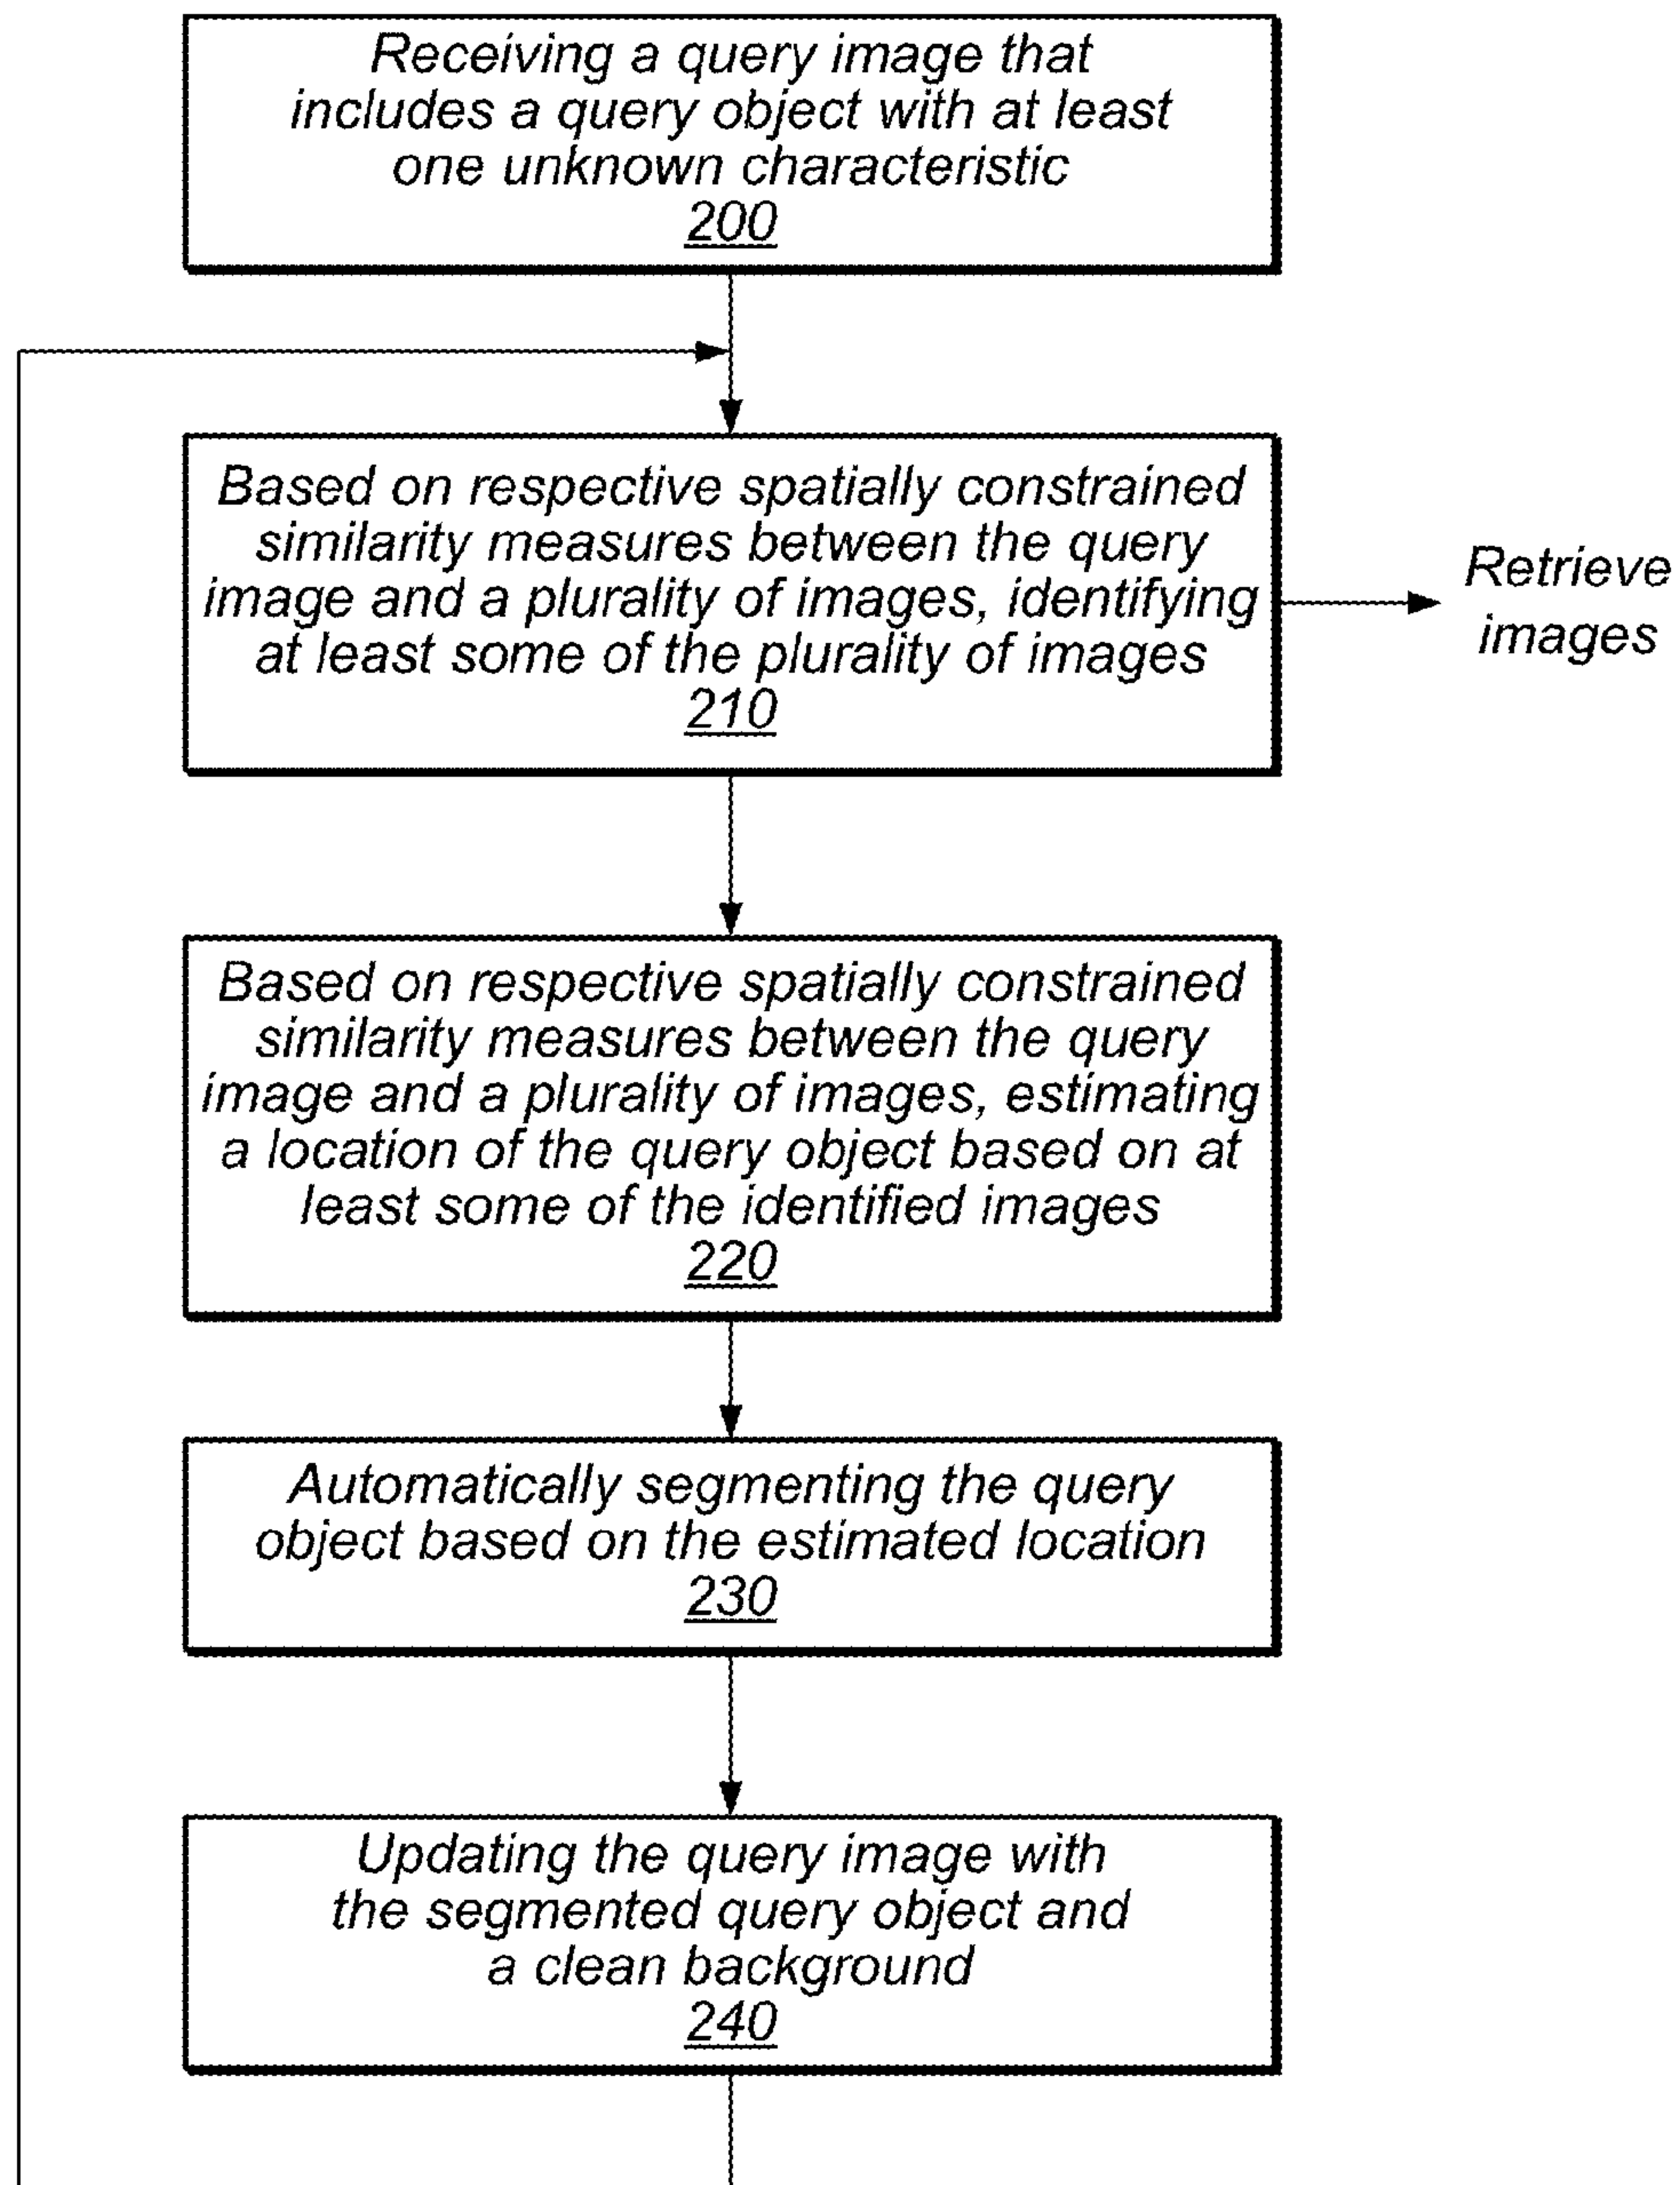 Receiving a query image that
includes a query object with at least
one unknown characteristic
200
Based on respective spatially constrained
similarity measures between the query
image and a plurality of images, identifying
at least some of the plurality of images
210
Retrieve
images
Based on respective spatially constrained
similarity measures between the query
image and a plurality of images, estimating
a location of the query object based on at
least some of the identified images
220
Automatically segmenting the query
object based on the estimated location
230
Updating the query image with
the segmented query object and
a clean background
240